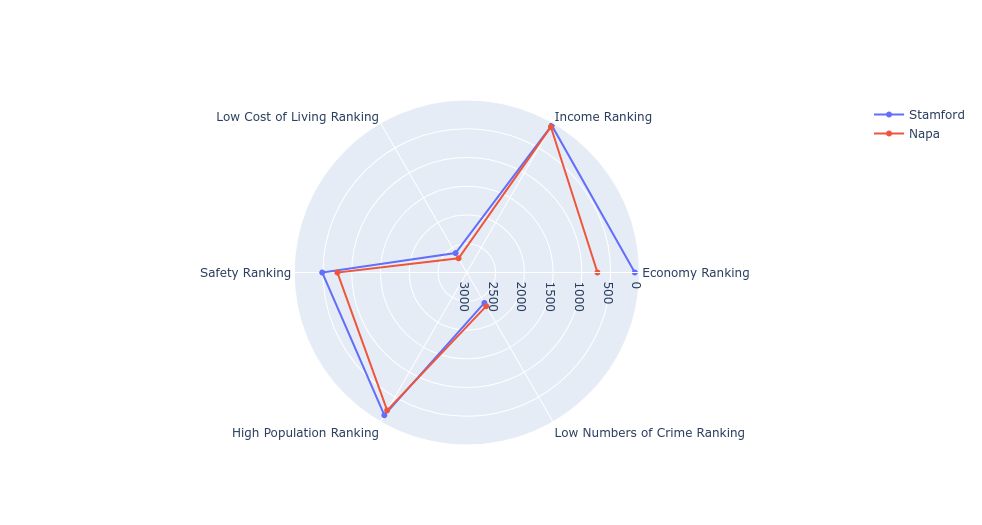 Low Cost of Living Ranking
Income Ranking
Stamford
Napa
Safety Ranking
Economy Ranking
3000
2500
2000
1500
1000
500
0
High Population Ranking
Low Numbers of Crime Ranking